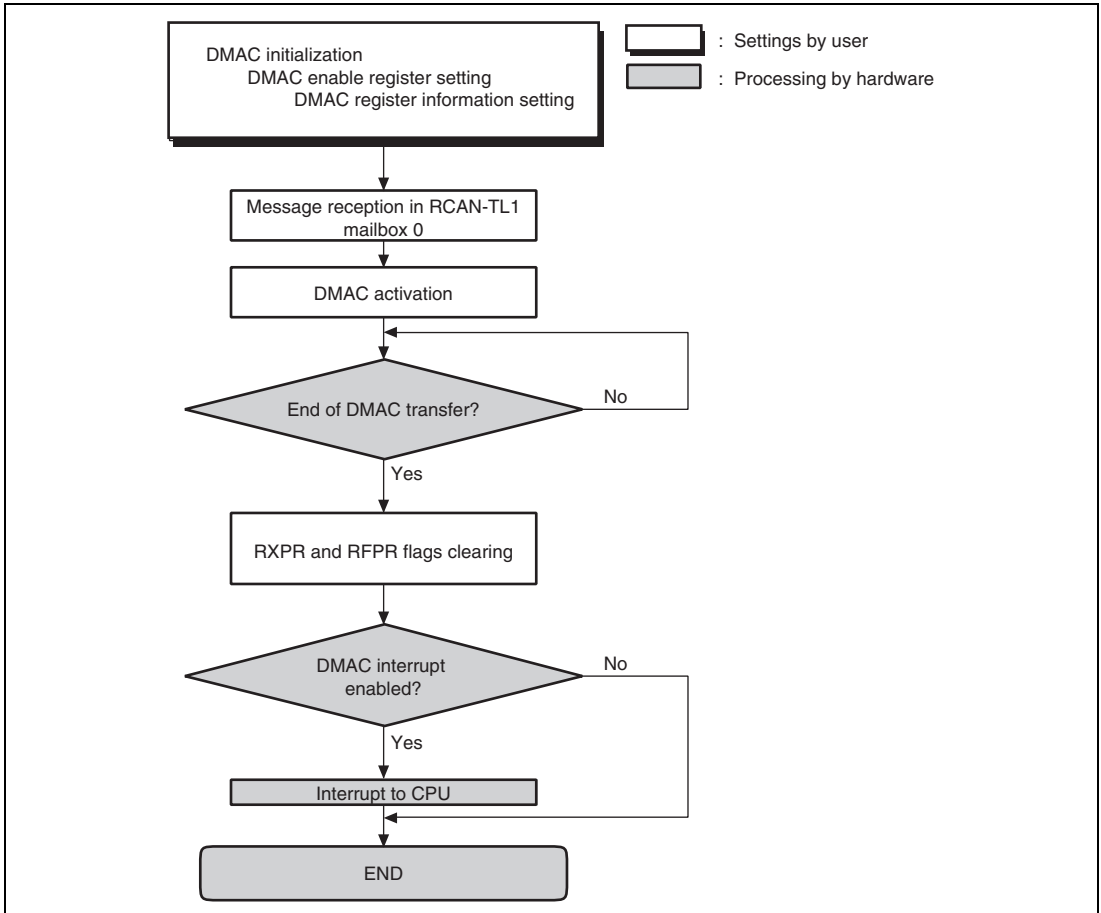 DMAC initialization
DMAC enable register setting
DMAC register information setting
: Settings by user
: Processing by hardware
Message reception in RCAN-TL1
mailbox 0
DMAC activation
End of DMAC transfer?
No
Yes
RXPR and RFPR flags clearing
DMAC interrupt
enabled?
No
Yes
Interrupt to CPU
END